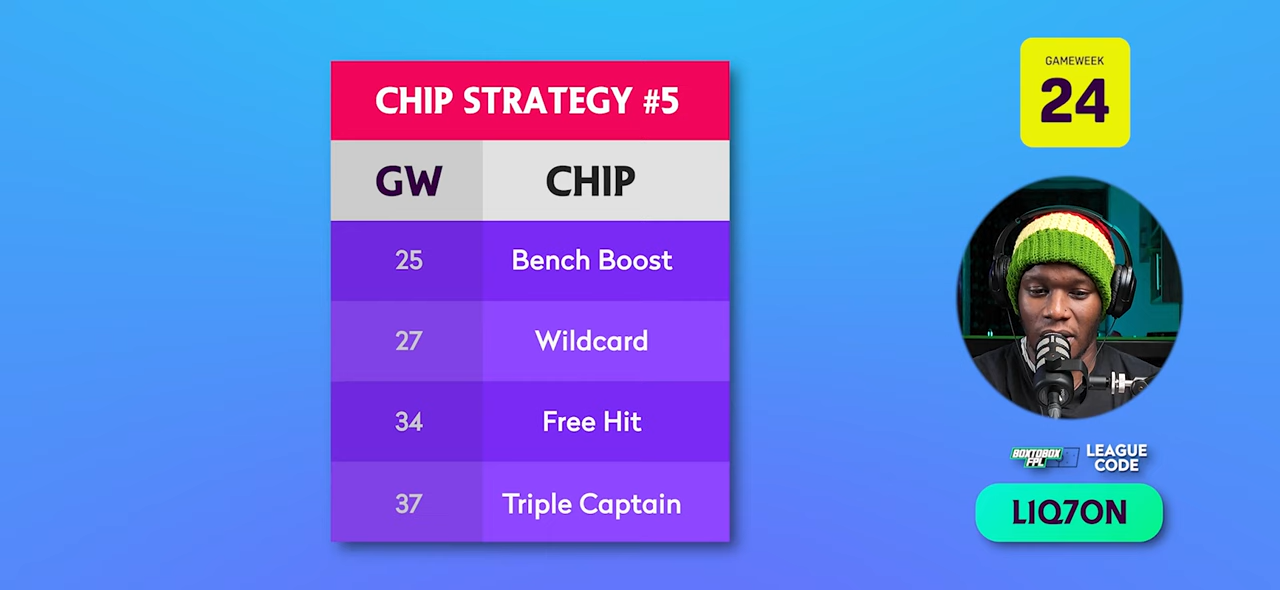 CHIP STRATEGY #5
GW CHIP
25 Bench Boost
27 Wildcard
34 Free Hit
37 Triple Captain
GAMEWEEK
24
BOXTOBOX
FPL
LEAGUE
CODE
L1Q7ON